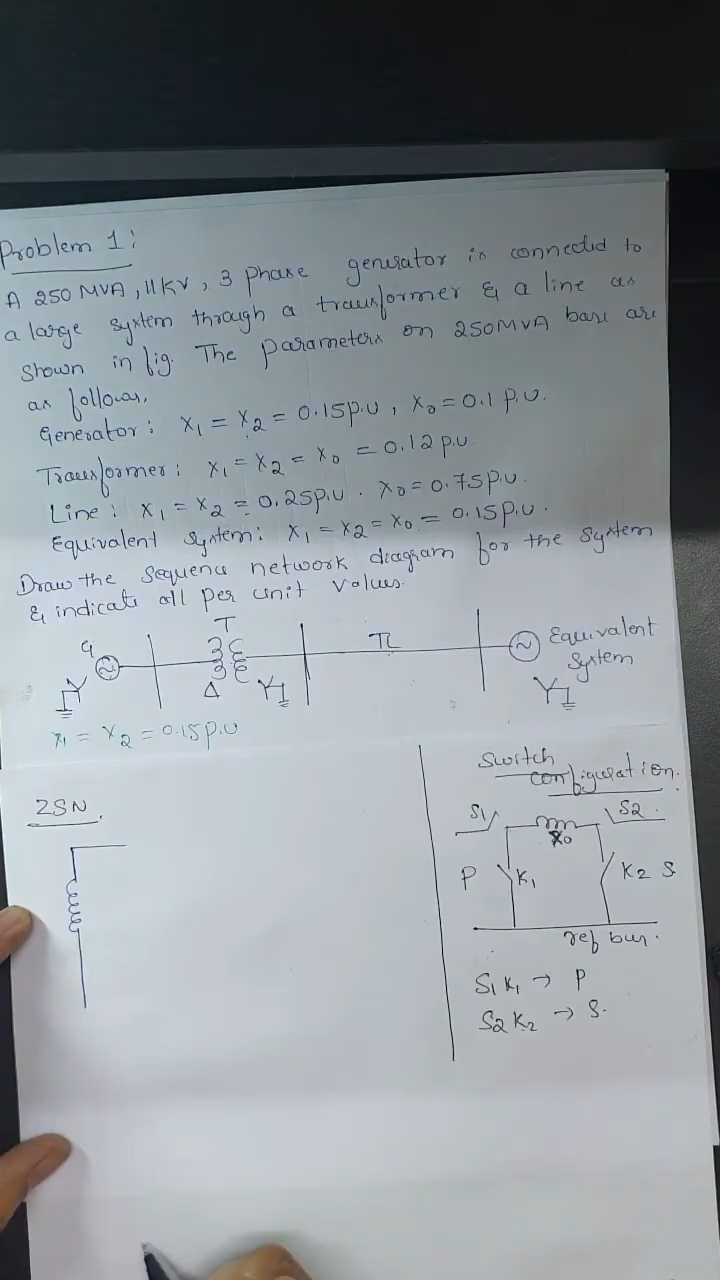 Problem 1:
A 250 MVA, 11KV, 3 phase generator is connected to
a large system through a transformer & a line as
shown in fig. The parameters on 250MVA base are
as follows,
Generator: X1 = X2 = 0.15p.u, X0 = 0.1 p.u.
Transformer: X1 = X2 = X0 = 0.12p.u
Line: X1 = X2 = 0.25p.u. X0 = 0.75p.u.
Equivalent system: X1 = X2 = X0 = 0.15p.u.
Draw the sequence network diagram for the system
& indicate all per unit values.
G T TL Equivalent
system
Y Δ Y Y
X1 = X2 = 0.15p.u
ZSN.
Switch
configuration.
S1 X0 S2
P K1 K2 S
ref bus.
S1 K1 → P
S2 K2 → S.